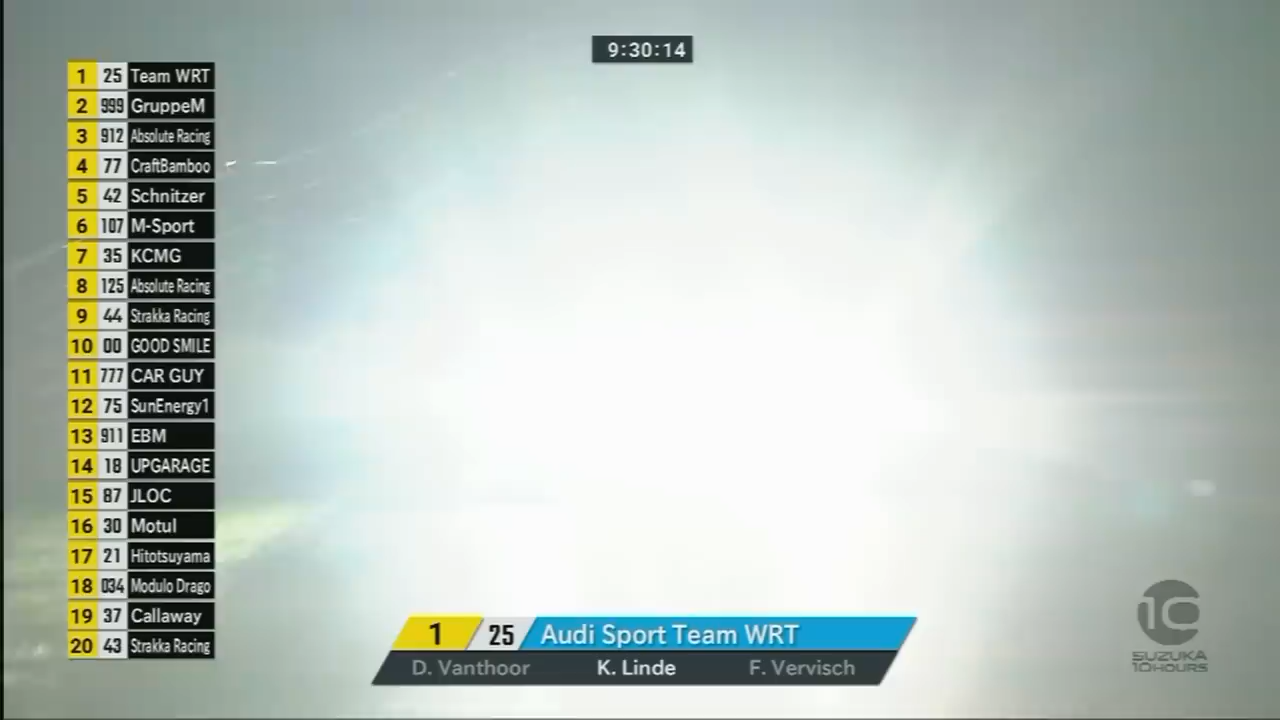 9:30:14
1 25 Team WRT
2 999 GruppeM
3 912 Absolute Racing
4 77 CraftBamboo
5 42 Schnitzer
6 107 M-Sport
7 35 KCMG
8 125 Absolute Racing
9 44 Strakka Racing
10 00 GOOD SMILE
11 777 CAR GUY
12 75 SunEnergy1
13 911 EBM
14 18 UPGARAGE
15 87 JLOC
16 30 Motul
17 21 Hitotsuyama
18 034 Modulo Drago
19 37 Callaway
20 43 Strakka Racing
1 25 Audi Sport Team WRT
D. Vanthoor K. Linde F. Vervisch
10
SUZUKA
10HOURS